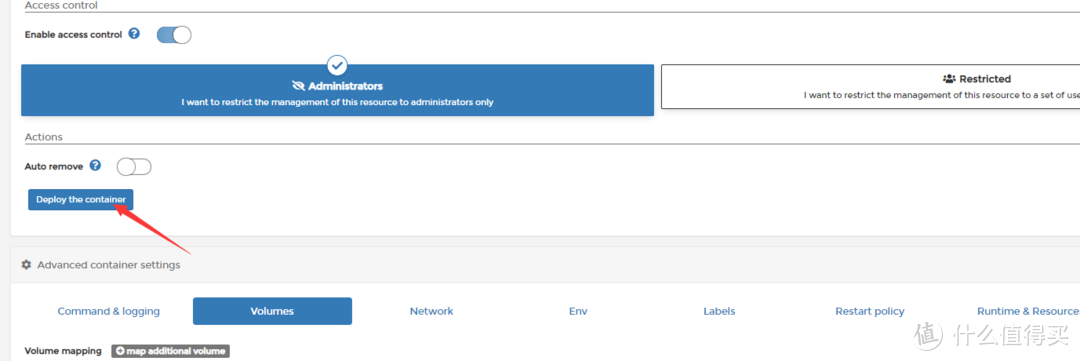 Access control
Enable access control
Administrators
I want to restrict the management of this resource to administrators only
Restricted
I want to restrict the management of this resource to a set of use
Actions
Auto remove
Deploy the container
Advanced container settings
Command & logging
Volumes
Network
Env
Labels
Restart policy
Runtime & Resource
Volume mapping
map additional volume
值 什么值得买